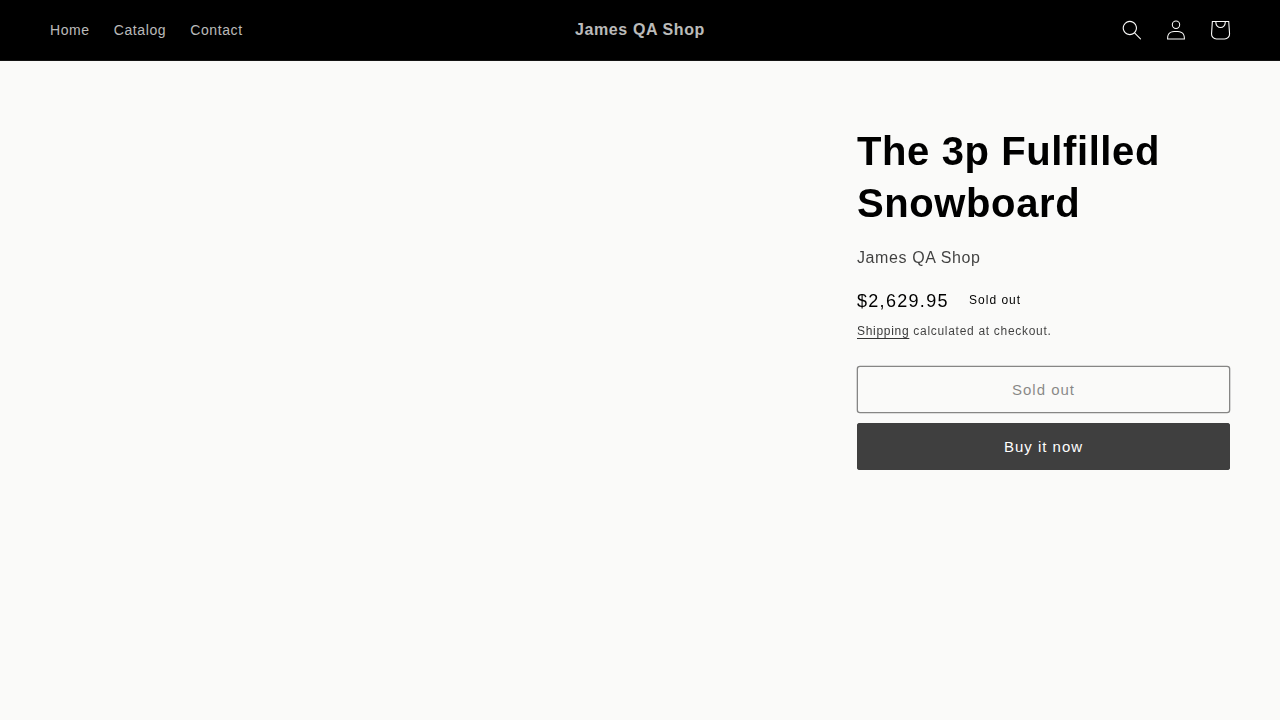 Home Catalog Contact
James QA Shop
The 3p Fulfilled
Snowboard
James QA Shop
$2,629.95 Sold out
Shipping calculated at checkout.
Sold out
Buy it now